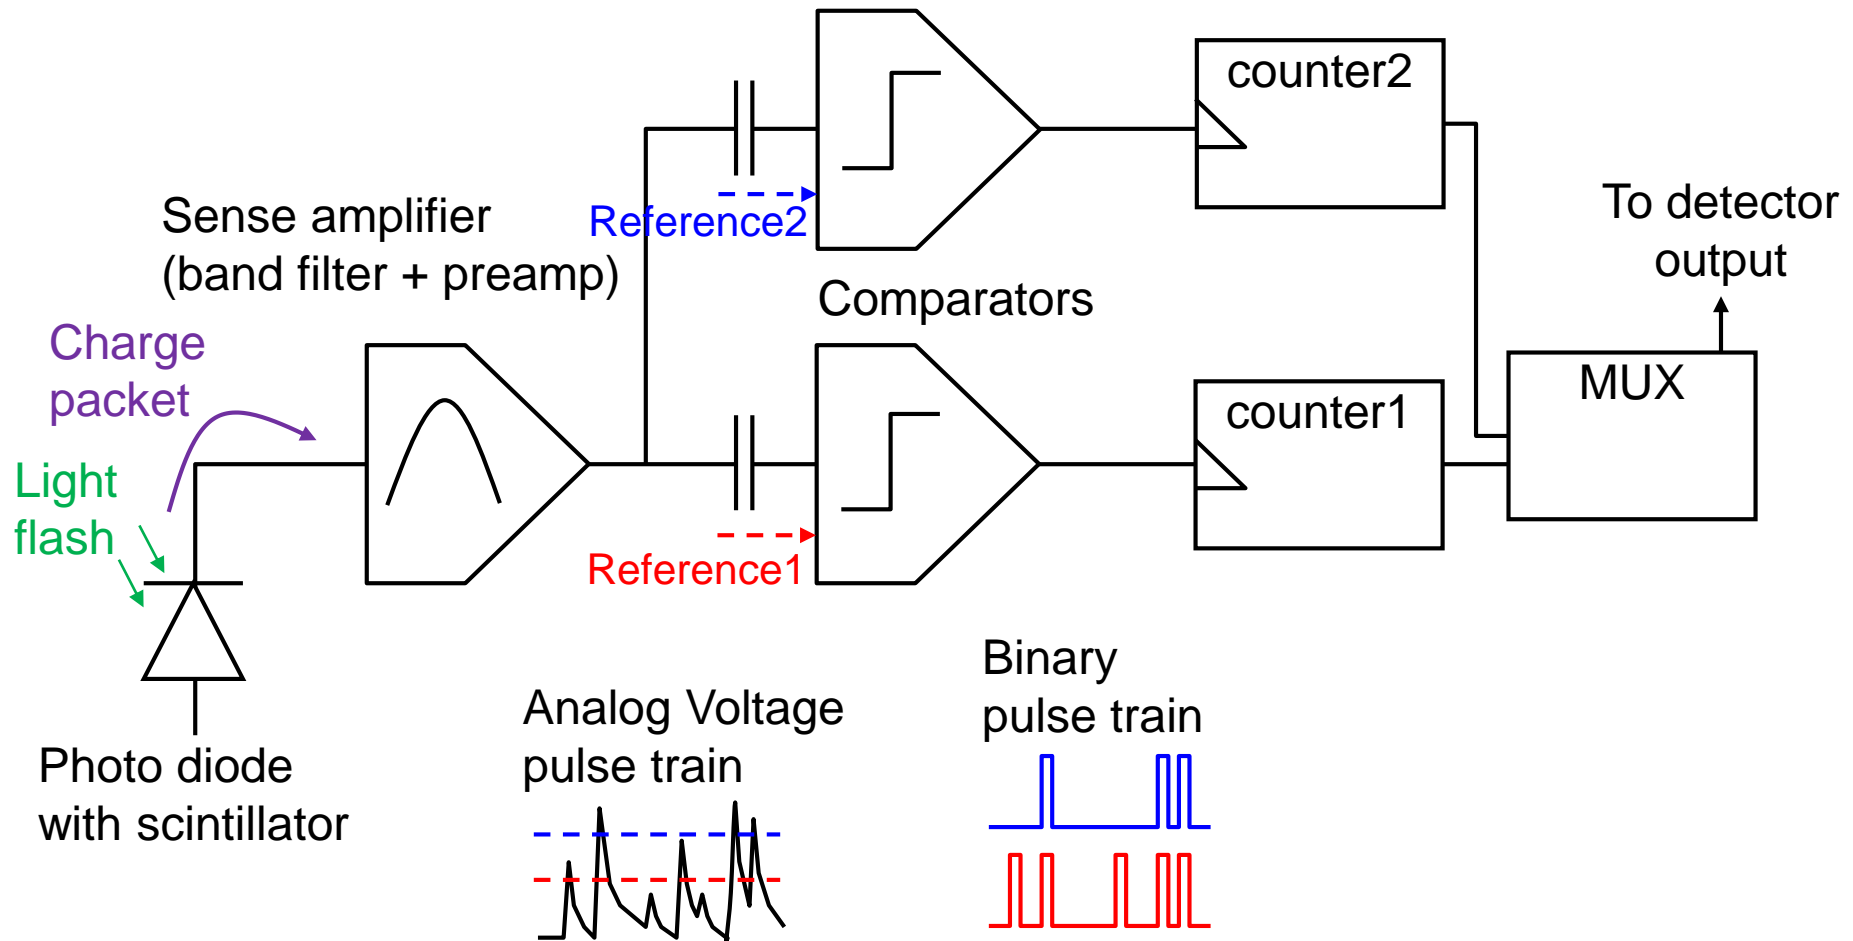 counter2
Sense amplifier
(band filter + preamp)
Reference2
To detector
output
Comparators
Charge
packet
MUX
counter1
Light
flash
Reference1
Binary
pulse train
Analog Voltage
pulse train
Photo diode
with scintillator